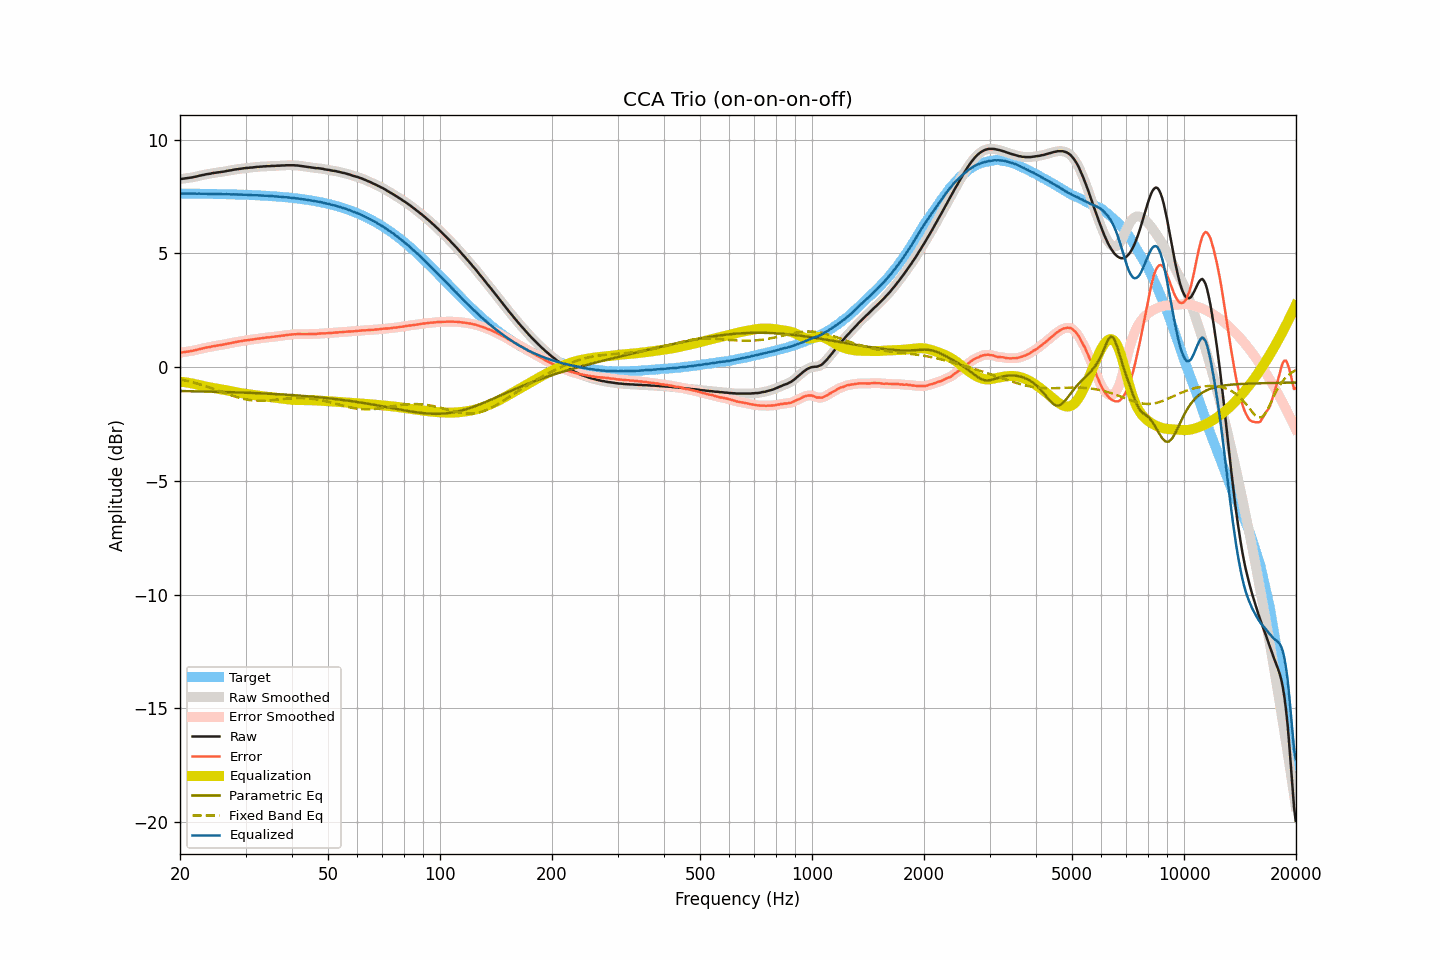 CCA Trio (on-on-on-off)
10
5
0
−5
−10
−15
−20
Amplitude (dBr)
Target
Raw Smoothed
Error Smoothed
Raw
Error
Equalization
Parametric Eq
Fixed Band Eq
Equalized
20 50 100 200 500 1000 2000 5000 10000 20000
Frequency (Hz)